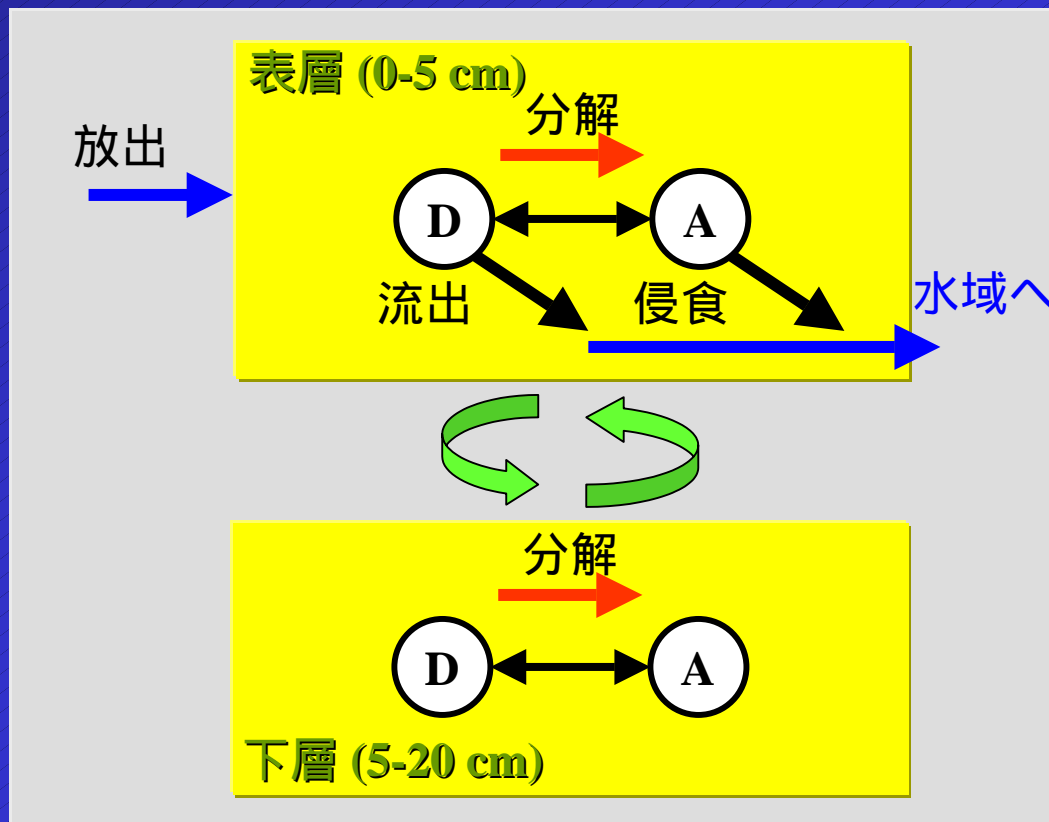 表層 (0-5 cm)
分解
放出
D
A
流出
侵食
水域へ
分解
D
A
下層 (5-20 cm)